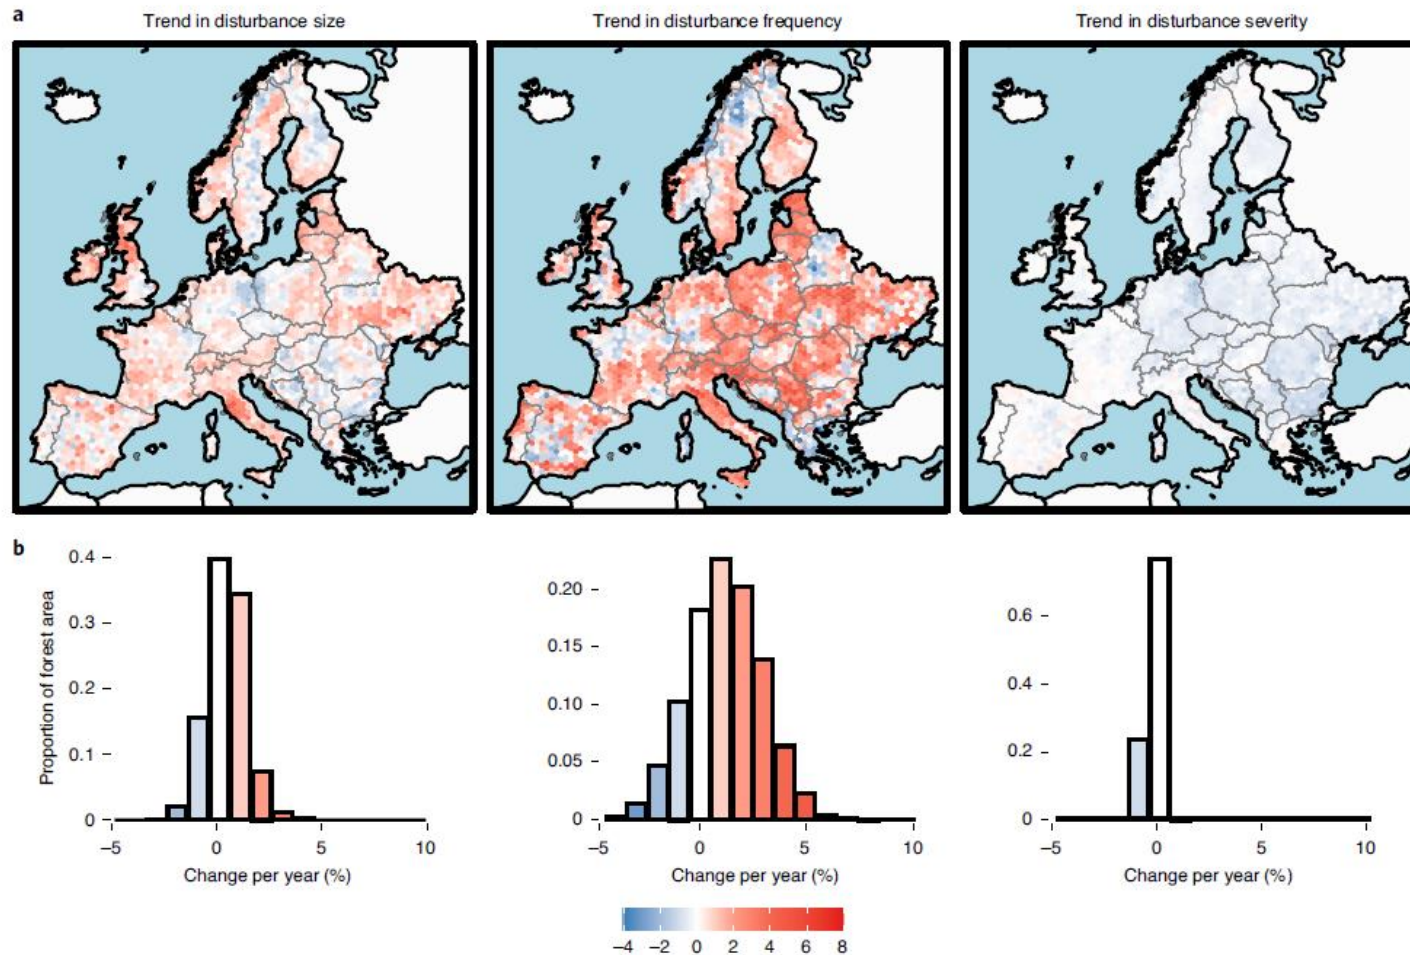 a
Trend in disturbance size
Trend in disturbance frequency
Trend in disturbance severity
b
Proportion of forest area
0.4
0.3
0.2
0.1
0
–5
0
5
10
Change per year (%)
0.20
0.15
0.10
0.05
0
–5
0
5
10
Change per year (%)
0.6
0.4
0.2
0
–5
0
5
10
Change per year (%)
–4 –2 0 2 4 6 8